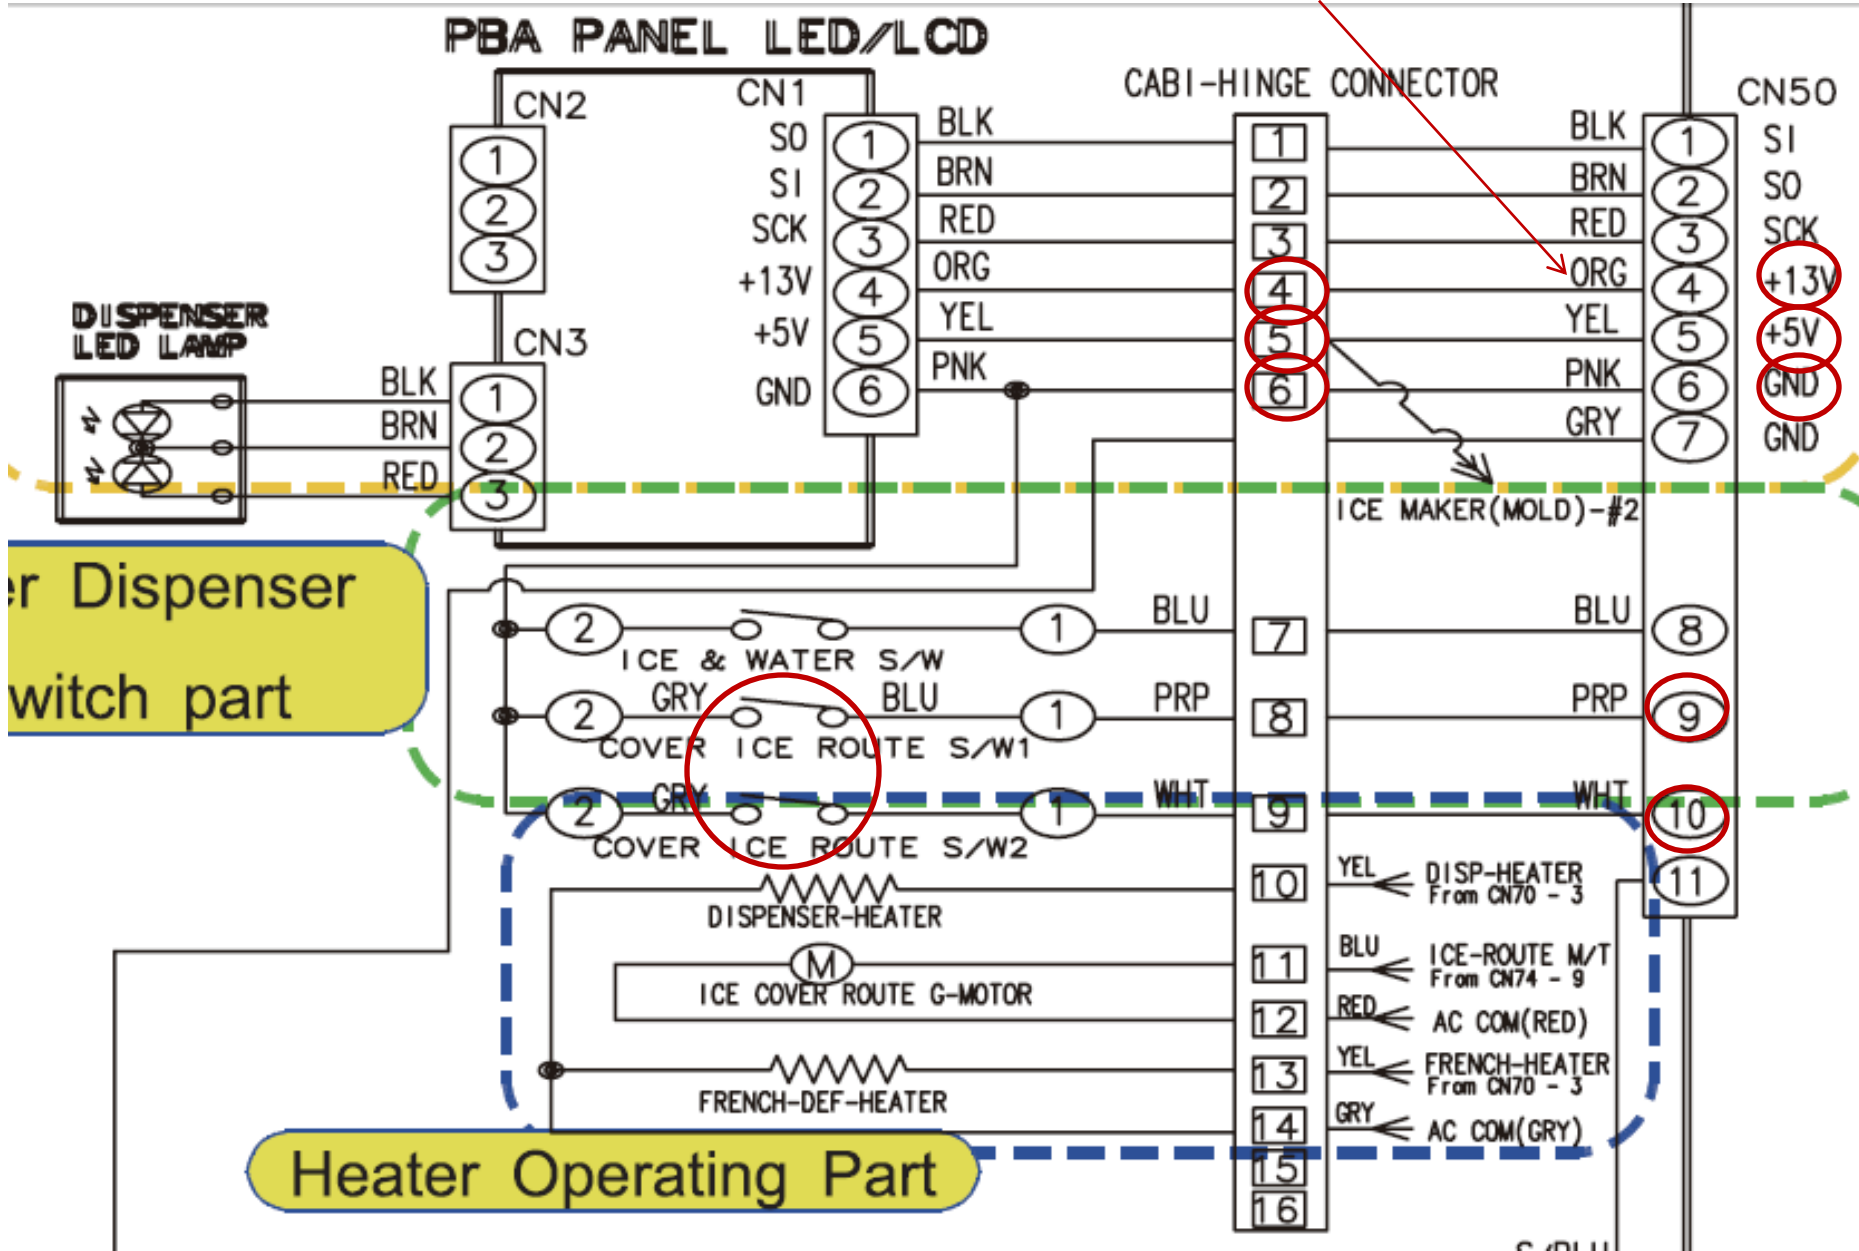 PBA PANEL LED/LCD
CN2
1
2
3
CN3
1
2
3
DISPENSER
LED LAMP
BLK
BRN
RED
CN1
SO
SI
SCK
+13V
+5V
GND
1
2
3
4
5
6
BLK
BRN
RED
ORG
YEL
PNK
CABI-HINGE CONNECTOR
1
2
3
4
5
6
BLK
BRN
RED
ORG
YEL
PNK
GRY
CN50
1
2
3
4
5
6
7
SI
SO
SCK
+13V
+5V
GND
GND
ICE MAKER(MOLD)-#2
er Dispenser
witch part
2
1
BLU
7
BLU
8
ICE & WATER S/W
2
GRY
BLU
1
PRP
8
PRP
9
COVER ICE ROUTE S/W1
2
GRY
1
WHT
9
WHT
10
COVER ICE ROUTE S/W2
11
DISPENSER-HEATER
10
YEL
DISP-HEATER
From CN70 - 3
M
ICE COVER ROUTE G-MOTOR
11
BLU
ICE-ROUTE M/T
From CN74 - 9
12
RED
AC COM(RED)
FRENCH-DEF-HEATER
13
YEL
FRENCH-HEATER
From CN70 - 3
14
GRY
AC COM(GRY)
15
16
Heater Operating Part